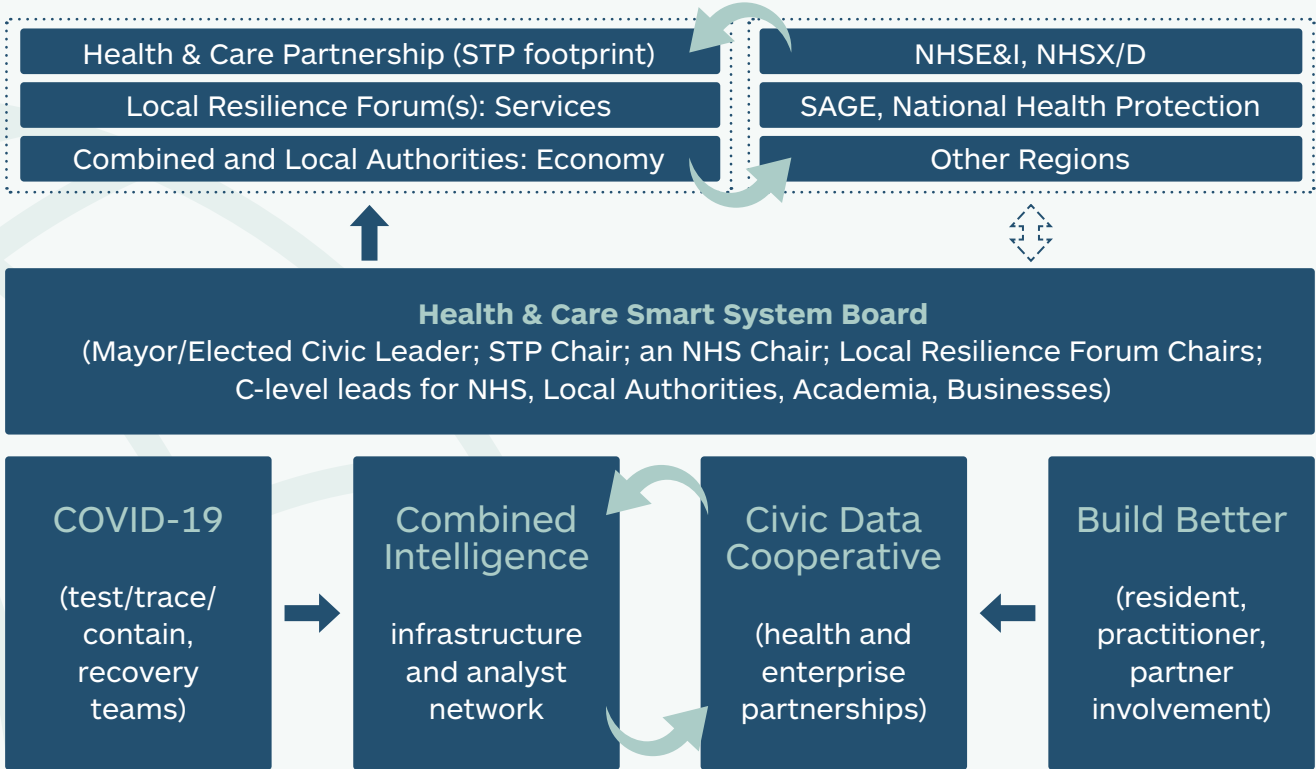 Health & Care Partnership (STP footprint)
Local Resilience Forum(s): Services
Combined and Local Authorities: Economy
NHSE&I, NHSX/D
SAGE, National Health Protection
Other Regions
Health & Care Smart System Board
(Mayor/Elected Civic Leader; STP Chair; an NHS Chair; Local Resilience Forum Chairs;
C-level leads for NHS, Local Authorities, Academia, Businesses)
COVID-19
(test/trace/
contain,
recovery
teams)
Combined
Intelligence
infrastructure
and analyst
network
Civic Data
Cooperative
(health and
enterprise
partnerships)
Build Better
(resident,
practitioner,
partner
involvement)